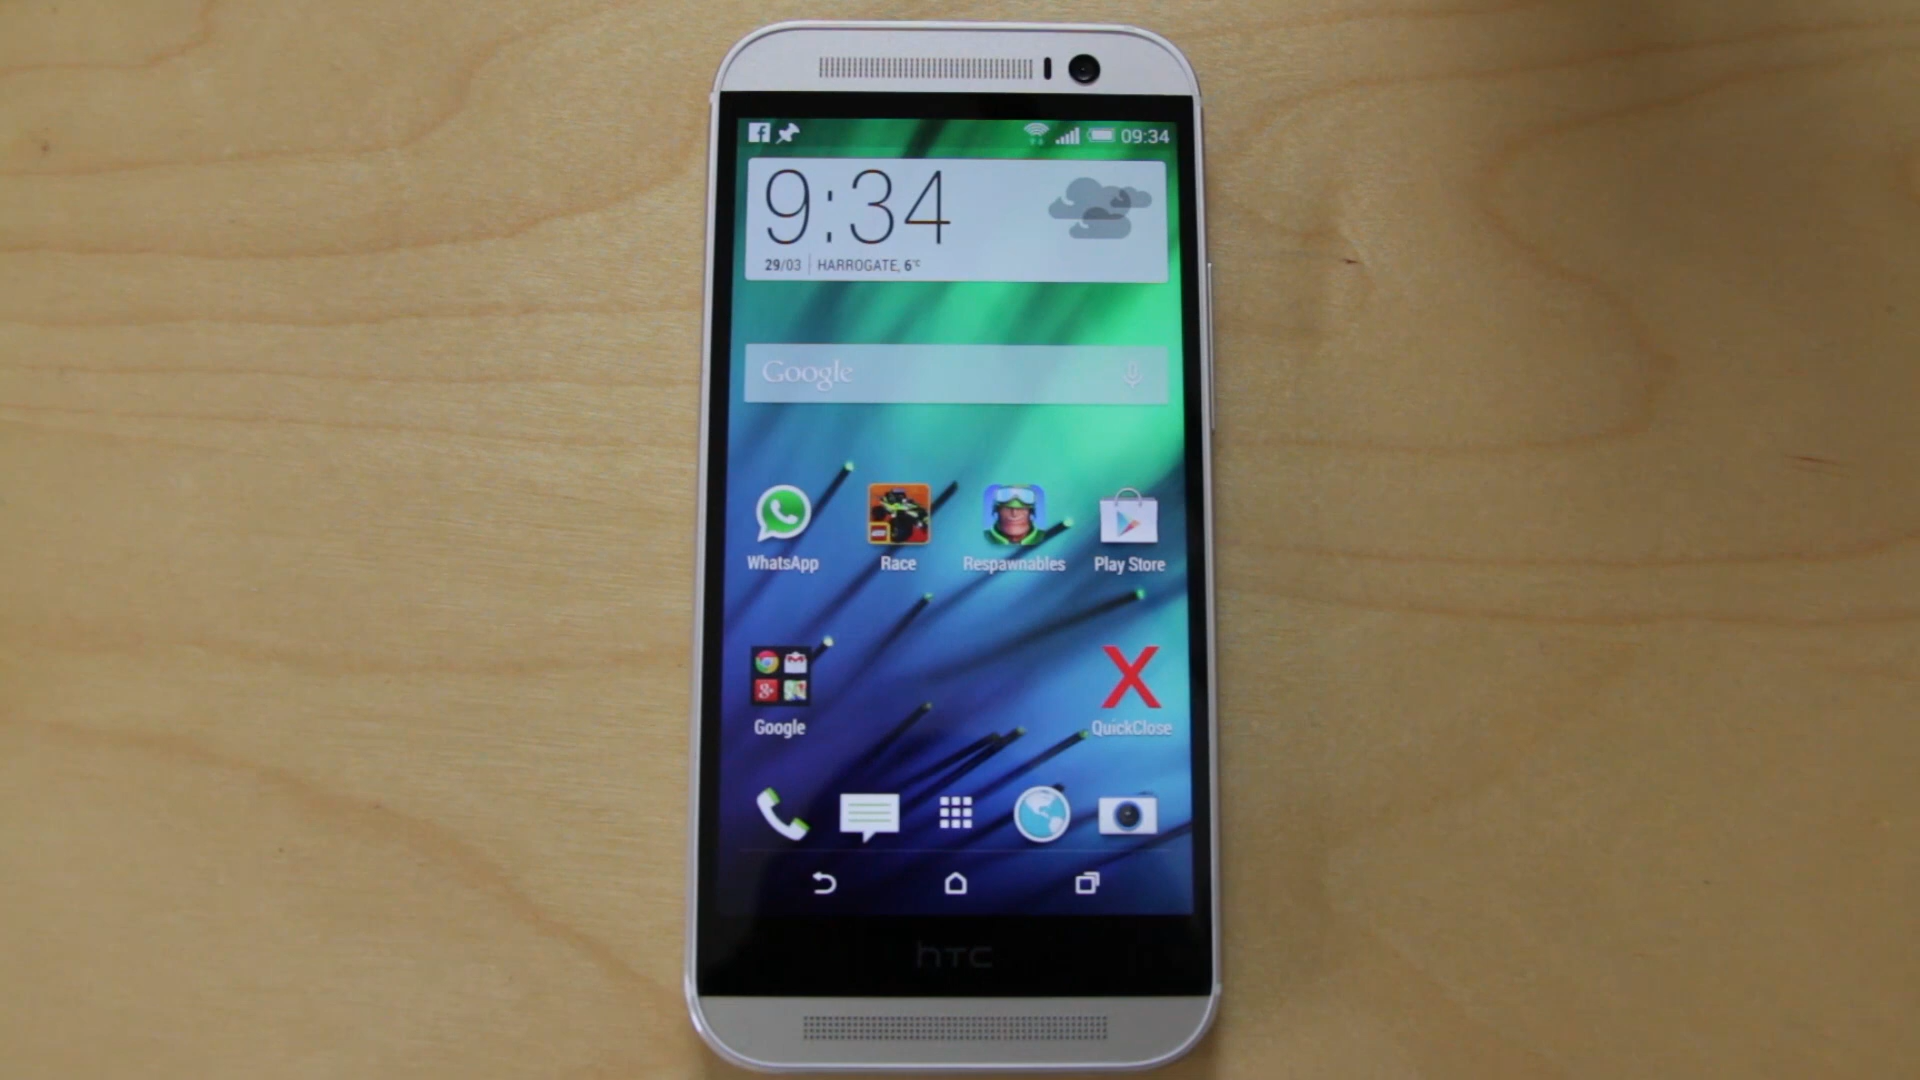 09:34
9:34
29/03 | HARROGATE, 6°C
Google
WhatsApp Race Respawnables Play Store
Google QuickClose
hTC